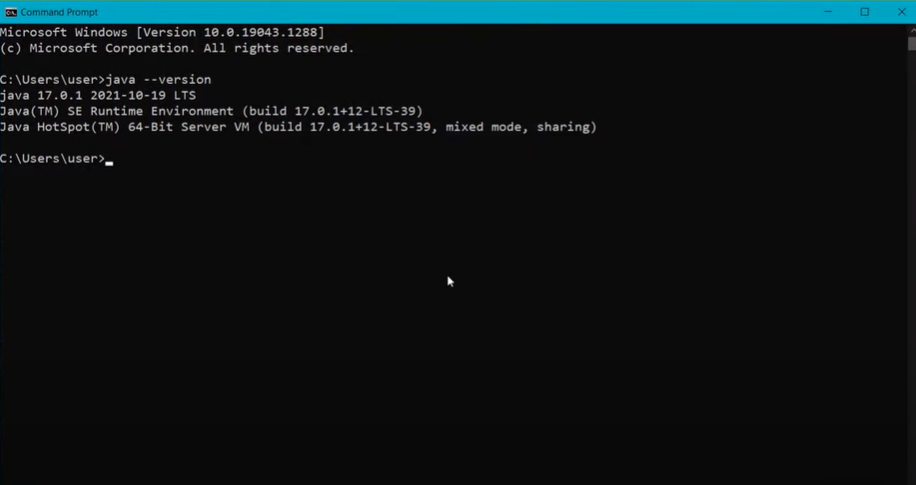 Command Prompt
Microsoft Windows [Version 10.0.19043.1288]
(c) Microsoft Corporation. All rights reserved.
C:\Users\user>java --version
java 17.0.1 2021-10-19 LTS
Java(TM) SE Runtime Environment (build 17.0.1+12-LTS-39)
Java HotSpot(TM) 64-Bit Server VM (build 17.0.1+12-LTS-39, mixed mode, sharing)
C:\Users\user>